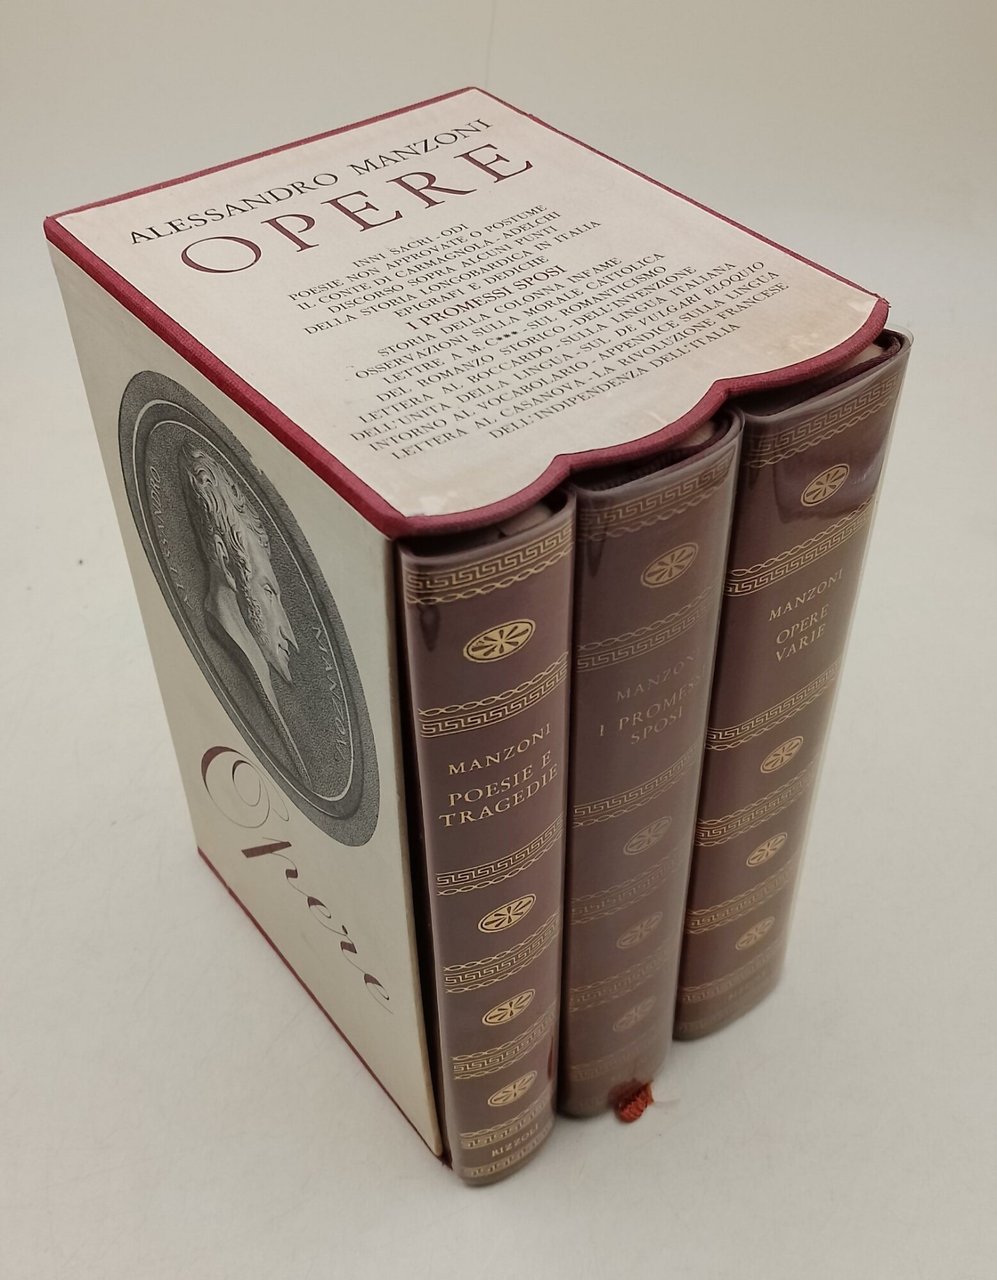 ALESSANDRO MANZONI
OPERE
INNI SACRI - ODI
POESIE NON APPROVATE O POSTUME
IL CONTE DI CARMAGNOLA - ADELCHI
DISCORSO SOPRA ALCUNI PUNTI
DELLA STORIA LONGOBARDICA IN ITALIA
EPIGRAFI E DEDICHE
I PROMESSI SPOSI
STORIA DELLA COLONNA INFAME
OSSERVAZIONI SULLA MORALE CATTOLICA
LETTRE A M. C*** - SUL ROMANTICISMO
DEL ROMANZO STORICO - DELL'INVENZIONE
LETTERA AL BOCCARDO - SULLA LINGUA ITALIANA
DELL'UNITÀ DELLA LINGUA - SUL DE VULGARI ELOQUIO
INTORNO AL VOCABOLARIO - APPENDICE SULLA LINGUA
LETTERA AL CASANOVA - LA RIVOLUZIONE FRANCESE
DELL'INDIPENDENZA DELL'ITALIA
Opere
MANZONI
POESIE E
TRAGEDIE
RIZZOLI
MANZONI
I PROMESSI
SPOSI
MANZONI
OPERE
VARIE